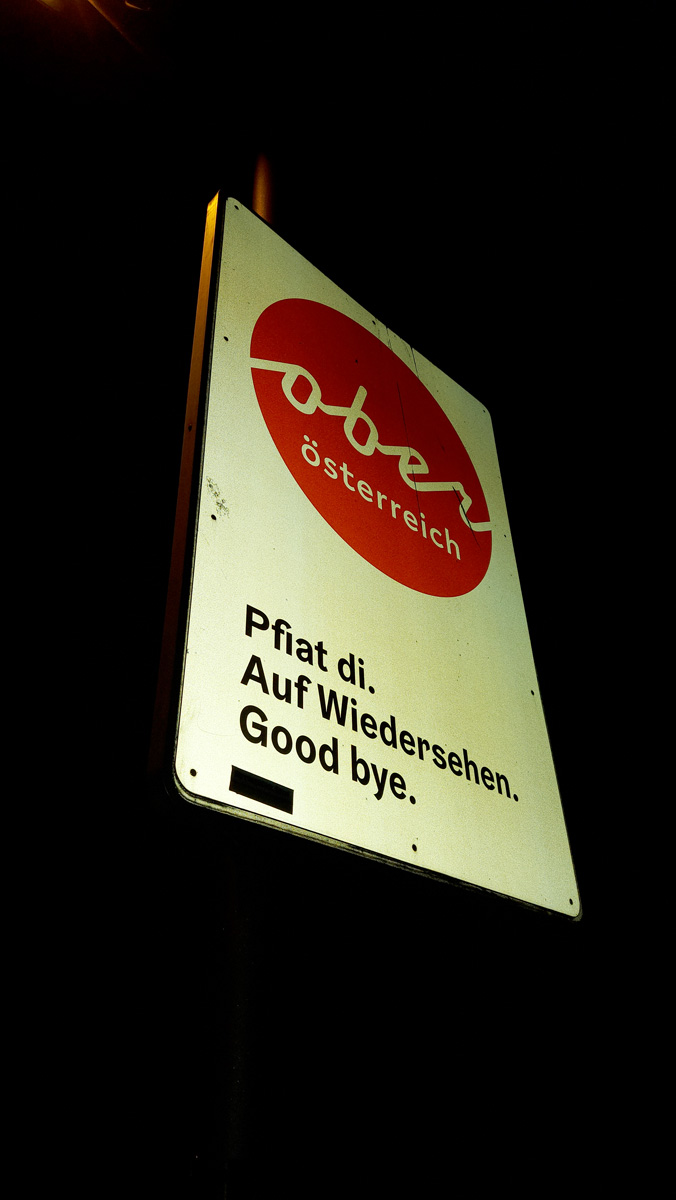 ober
österreich
Pfiat di.
Auf Wiedersehen.
Good bye.